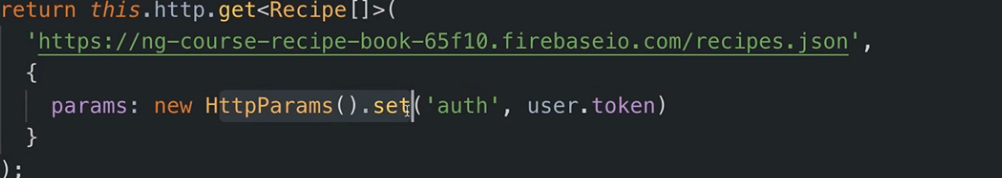 return this.http.get<Recipe[]>(
'https://ng-course-recipe-book-65f10.firebaseio.com/recipes.json',
{
params: new HttpParams().set('auth', user.token)
}
);